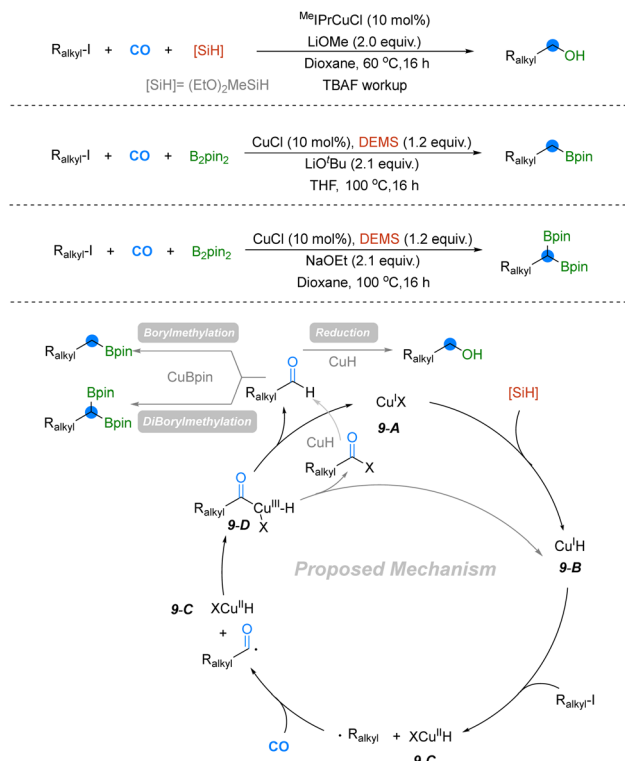 MeIPrCuCl (10 mol%)
Ralkyl-I + CO + [SiH] LiOMe (2.0 equiv.) Ralkyl OH
Dioxane, 60 oC,16 h
[SiH]= (EtO)2MeSiH TBAF workup
CuCl (10 mol%), DEMS (1.2 equiv.)
Ralkyl-I + CO + B2pin2 LiOtBu (2.1 equiv.) Ralkyl Bpin
THF, 100 oC,16 h
Bpin
CuCl (10 mol%), DEMS (1.2 equiv.)
Ralkyl-I + CO + B2pin2 NaOEt (2.1 equiv.) Ralkyl Bpin
Dioxane, 100 oC,16 h
Borylmethylation Reduction
Ralkyl Bpin O CuH Ralkyl OH
CuBpin
Bpin Ralkyl H CuIX [SiH]
Ralkyl Bpin 9-A
DiBorylmethylation CuH O
Ralkyl X
O
Ralkyl CuIII-H
9-D X
CuIH
9-B
Proposed Mechanism
9-C XCuIIH
+
O
Ralkyl ·
Ralkyl-I
· Ralkyl + XCuIIH
CO
9-C